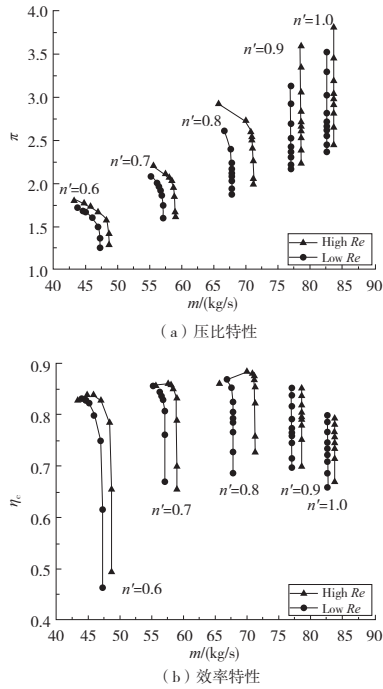 4.0
3.5
3.0
2.5
2.0
1.5
1.0
π
n'=1.0
n'=0.9
n'=0.8
n'=0.7
n'=0.6
High Re
Low Re
40 45 50 55 60 65 70 75 80 85 90
m/(kg/s)
（a）压比特性
0.9
0.8
0.7
0.6
0.5
0.4
ηc
n'=0.8
n'=0.9
n'=1.0
n'=0.7
n'=0.6
High Re
Low Re
40 45 50 55 60 65 70 75 80 85 90
m/(kg/s)
（b）效率特性